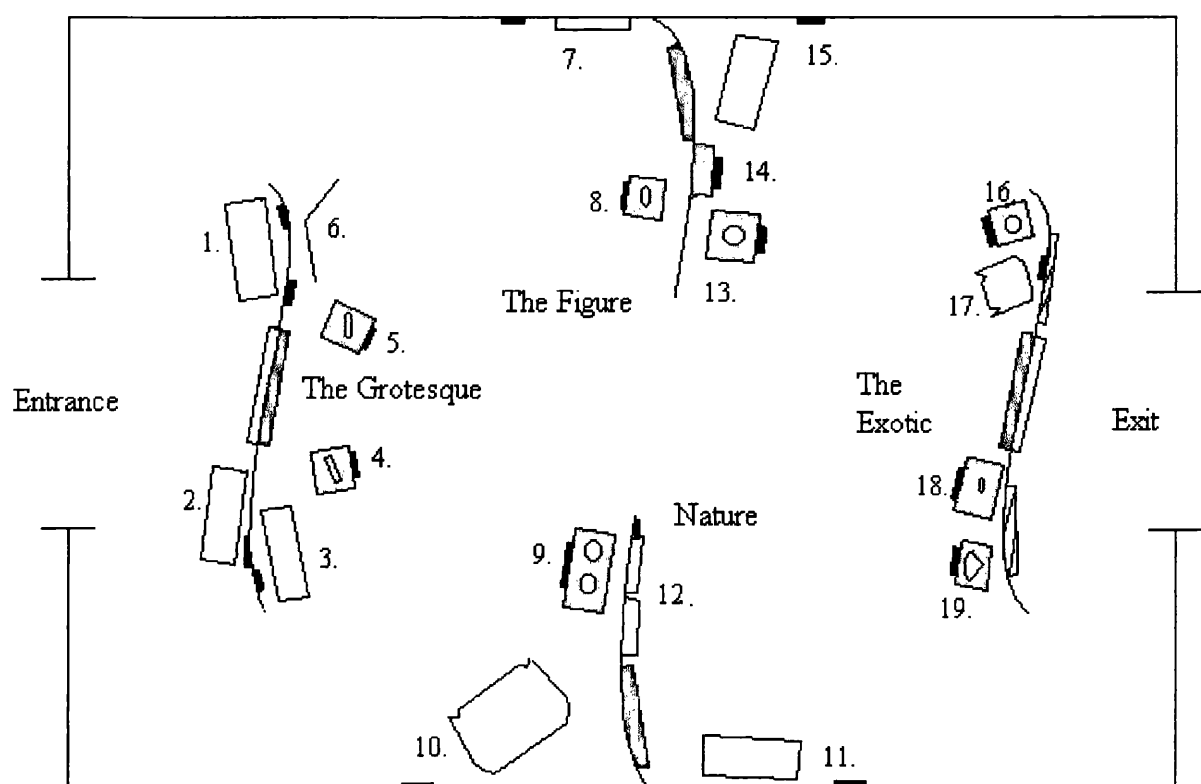 7.
15.
14.
8.
16.
1.
6.
13.
17.
The Figure
5.
The Grotesque
The
Exotic
Entrance
Exit
4.
18.
2.
Nature
3.
9.
12.
19.
10.
11.